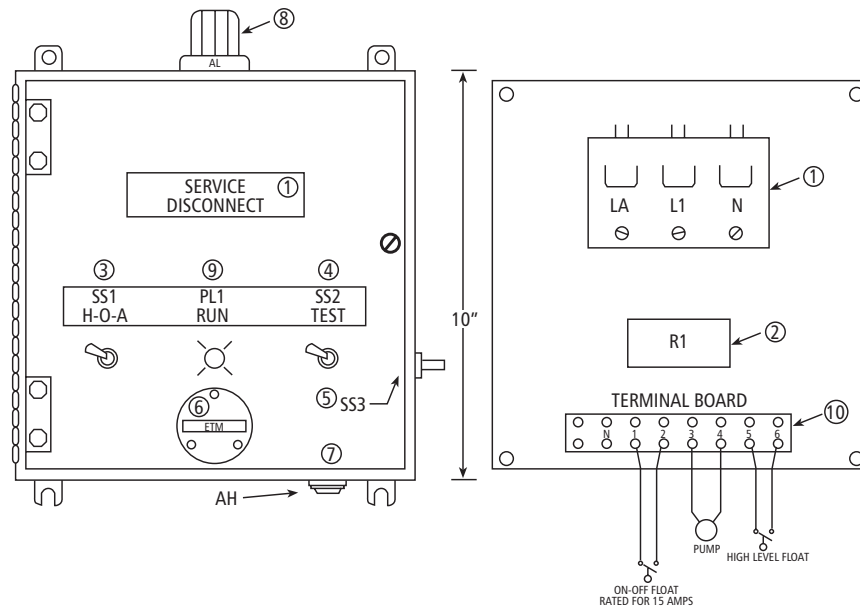 ⑧
AL
SERVICE ①
DISCONNECT
③ ⑨ ④
SS1 PL1 SS2
H-O-A RUN TEST
⑤ SS3
⑥
ETM
⑦
AH
10”
①
LA L1 N
R1 ②
TERMINAL BOARD
⑩
N 1 2 3 4 5 6
PUMP
HIGH LEVEL FLOAT
ON-OFF FLOAT
RATED FOR 15 AMPS